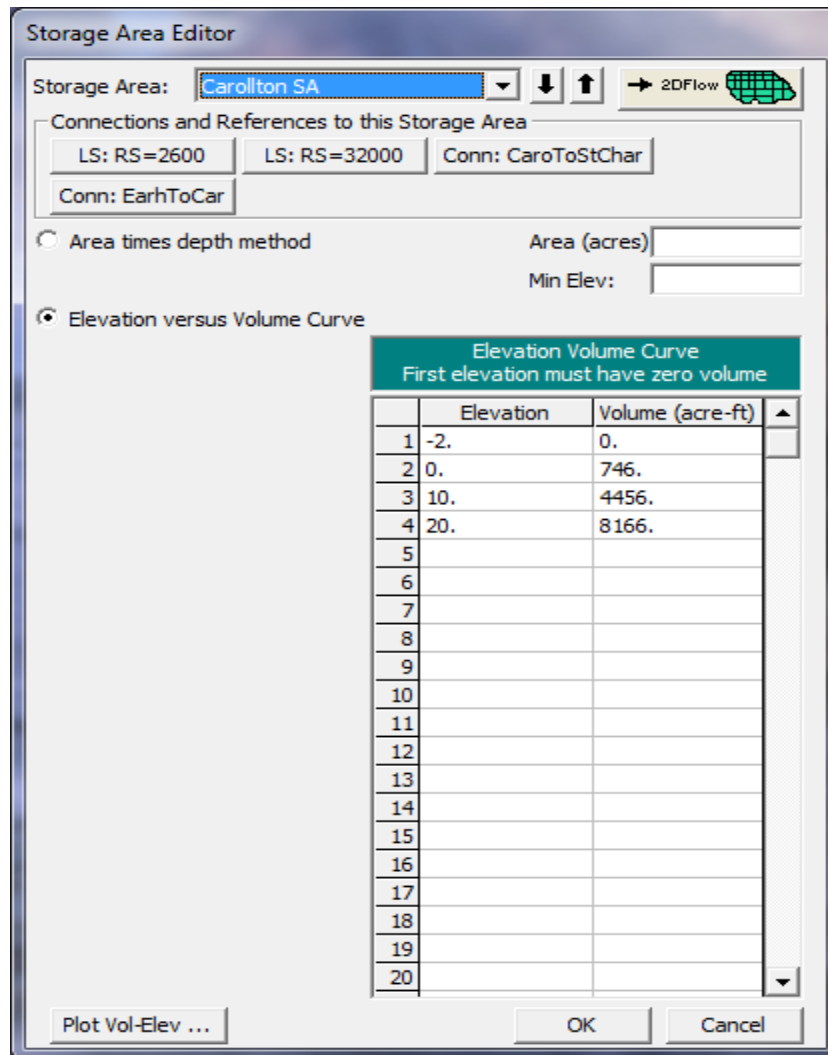 Storage Area Editor
Storage Area: Carollton SA 2DFlow
Connections and References to this Storage Area
LS: RS=2600 LS: RS=32000 Conn: CaroToStChar
Conn: EarhToCar
Area times depth method Area (acres)
Min Elev:
Elevation versus Volume Curve
Elevation Volume Curve
First elevation must have zero volume
Elevation Volume (acre-ft)
1 -2. 0.
2 0. 746.
3 10. 4456.
4 20. 8166.
5
6
7
8
9
10
11
12
13
14
15
16
17
18
19
20
Plot Vol-Elev ... OK Cancel